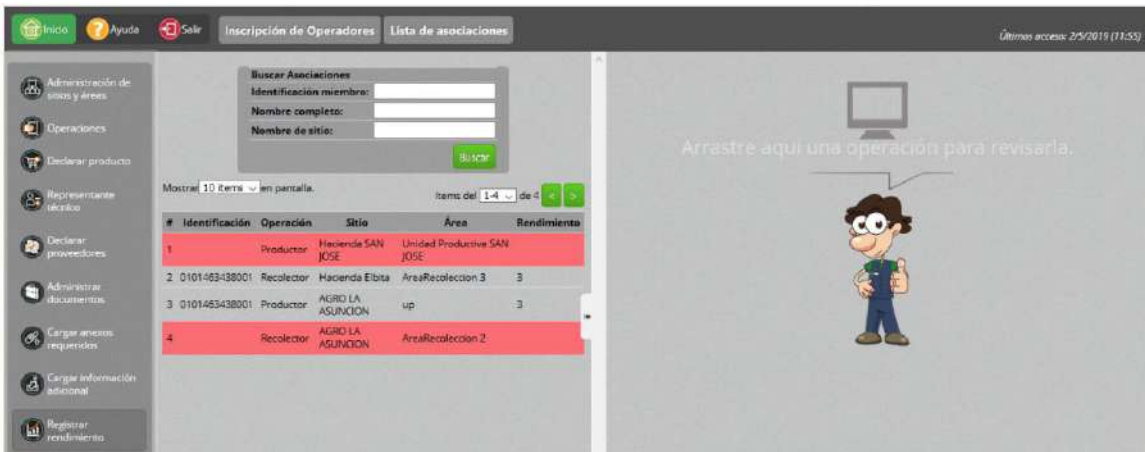 Inicio Ayuda Salir Inscripción de Operadores Lista de asociaciones
Último acceso: 2/5/2019 (11:55)
Administración de
sitios y áreas
Operaciones
Declarar producto
Representante
técnico
Declarar
proveedores
Administrar
documentos
Cargar anexos
requeridos
Cargar información
adicional
Registrar
rendimiento
Buscar Asociaciones
Identificación miembro:
Nombre completo:
Nombre de sitio:
Buscar
Mostrar 10 items en pantalla.
Items del 1-4 de 4 < >
# Identificación Operación Sitio Área Rendimiento
1 Productor Hacienda SAN JOSE Unidad Productive SAN JOSE
2 0101463438001 Recolector Hacienda Elbita AreaRecoleccion 3 3
3 0101463438001 Productor AGRO LA ASUNCION up 3
4 Recolector AGRO LA ASUNCION AreaRecoleccion 2
Arrastre aquí una operación para revisarla.